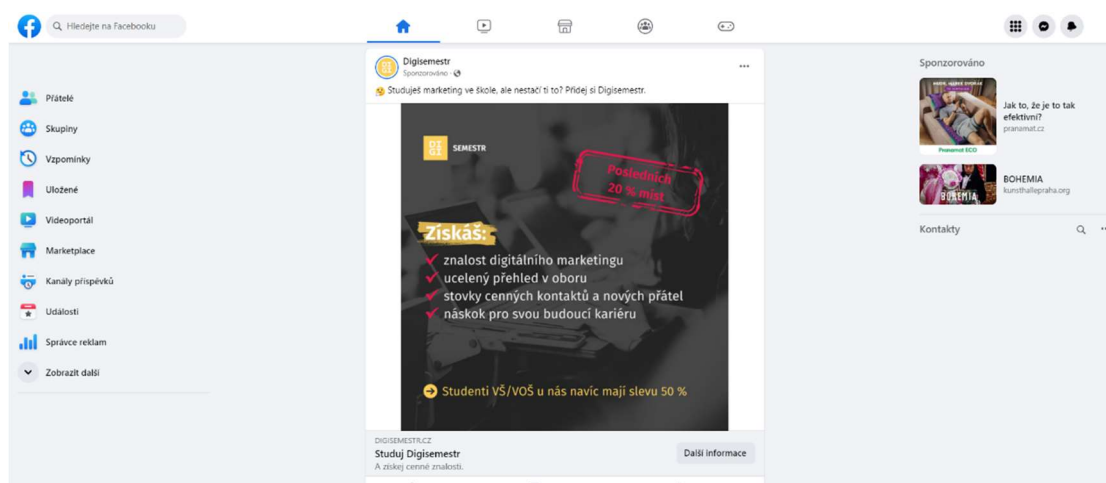 Hledejte na Facebooku
Přátelé
Skupiny
Vzpomínky
Uložené
Videoportál
Marketplace
Kanály příspěvků
Události
Správce reklam
Zobrazit další
Digisemestr
Sponzorováno ·
Studuješ marketing ve škole, ale nestačí ti to? Přidej si Digisemestr.
DIGI
SEMESTR
Posledních
20 % míst
Získáš:
znalost digitálního marketingu
ucelený přehled v oboru
stovky cenných kontaktů a nových přátel
náskok pro svou budoucí kariéru
Studenti VŠ/VOŠ u nás navíc mají slevu 50 %
DIGISEMESTR.CZ
Studuj Digisemestr
A získej cenné znalosti.
Další informace
Sponzorováno
Pranamat ECO
Jak to, že je to tak
efektivní?
pranamat.cz
BOHEMIA
BOHEMIA
kunsthallepraha.org
Kontakty